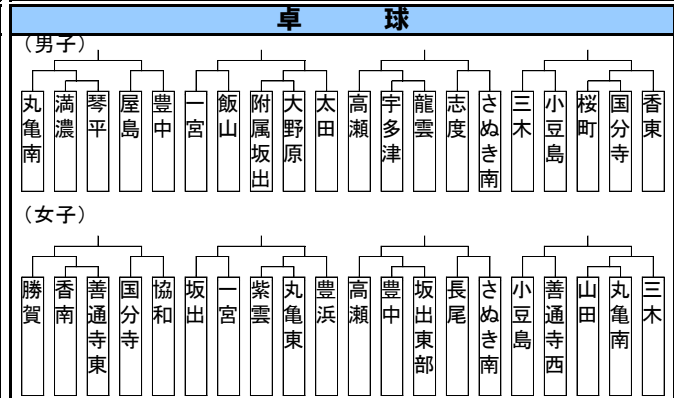 卓　球
（男子）
丸亀南
満濃
琴平
屋島
豊中
一宮
飯山
附属坂出
大野原
太田
高瀬
宇多津
龍雲
志度
さぬき南
三木
小豆島
桜町
国分寺
香東
（女子）
勝賀
香南
善通寺東
国分寺
協和
坂出
一宮
紫雲
丸亀東
豊浜
高瀬
豊中
坂出東部
長尾
さぬき南
小豆島
善通寺西
山田
丸亀南
三木